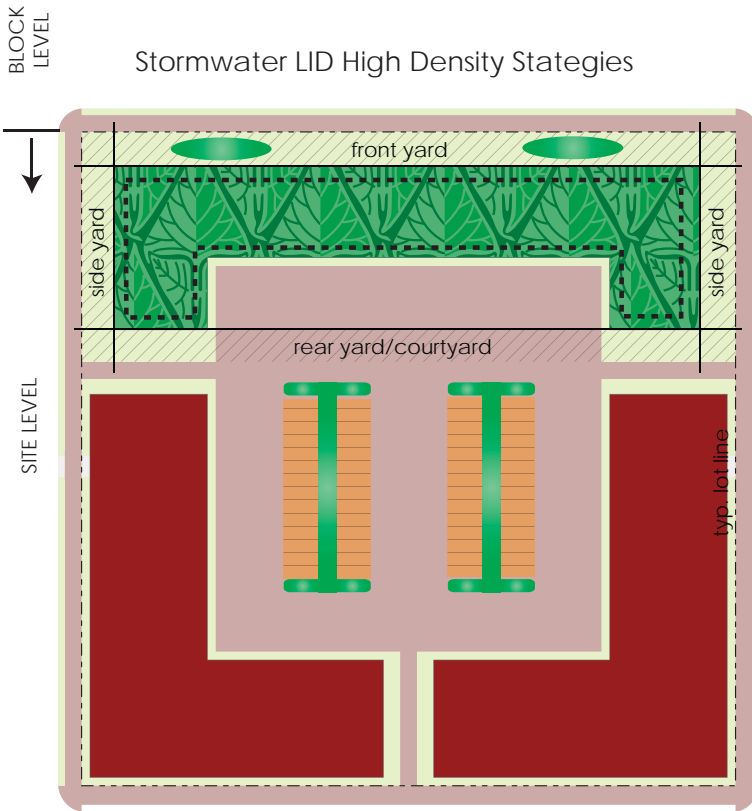 BLOCK
LEVEL
Stormwater LID High Density Stategies
front yard
side yard
side yard
rear yard/courtyard
SITE LEVEL
typ. lot line